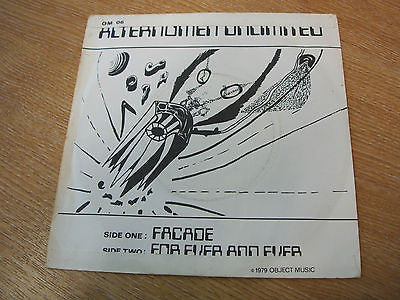 OM 06
ALTERNOMEN UNLIMITED
SIDE ONE : FACADE
SIDE TWO : FOR EVER AND EVER
©1979 OBJECT MUSIC